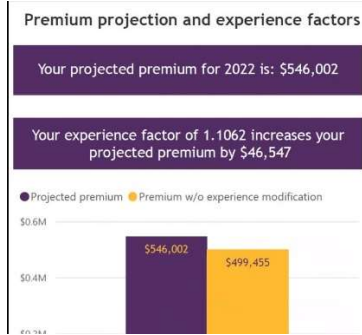 Premium projection and experience factors
Your projected premium for 2022 is: $546,002
Your experience factor of 1.1062 increases your
projected premium by $46,547
Projected premium Premium w/o experience modification
$0.6M
$546,002
$499,455
$0.4M
$0.2M